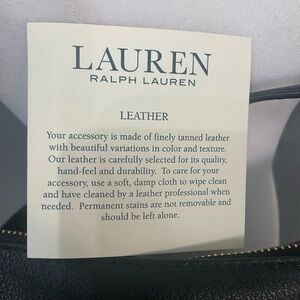 LAUREN
RALPH LAUREN
LEATHER
Your accessory is made of finely tanned leather
with beautiful variations in color and texture.
Our leather is carefully selected for its quality,
hand-feel and durability. To care for your
accessory, use a soft, damp cloth to wipe clean
and have cleaned by a leather professional when
needed. Permanent stains are not removable and
should be left alone.